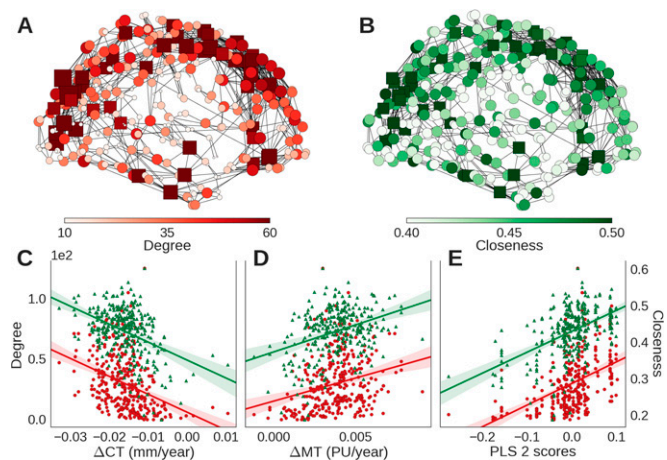 A
B
10 35 60
Degree
0.40 0.45 0.50
Closeness
C
D
E
1e2
Degree
1.0
0.5
0.0
0.6
0.5
0.4
0.3
0.2
Closeness
−0.03 −0.02 −0.01 0.00 0.01
ΔCT (mm/year)
0.000 0.005
ΔMT (PU/year)
−0.2 −0.1 0.0 0.1
PLS 2 scores